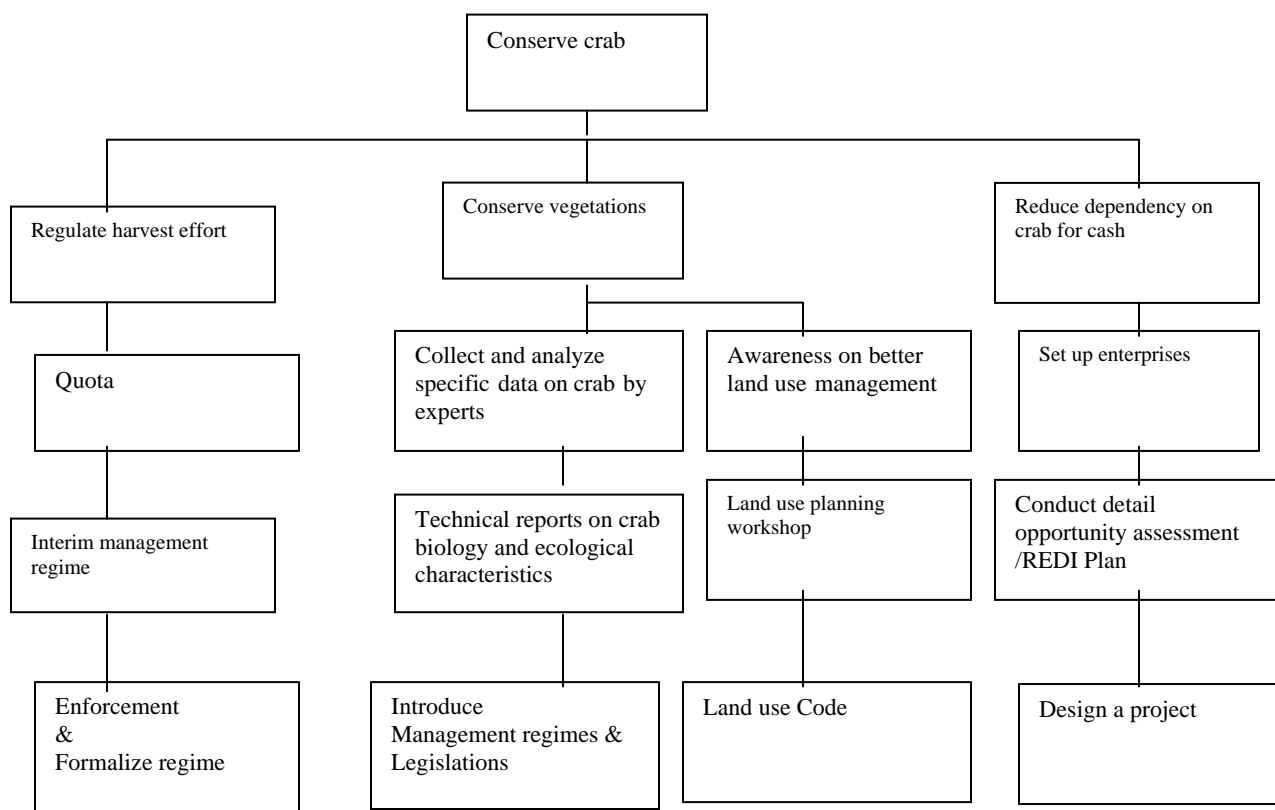 Conserve crab
Regulate harvest effort
Conserve vegetations
Reduce dependency on
crab for cash
Quota
Collect and analyze
specific data on crab by
experts
Awareness on better
land use management
Set up enterprises
Interim management
regime
Technical reports on crab
biology and ecological
characteristics
Land use planning
workshop
Conduct detail
opportunity assessment
/REDI Plan
Enforcement
&
Formalize regime
Introduce
Management regimes &
Legislations
Land use Code
Design a project